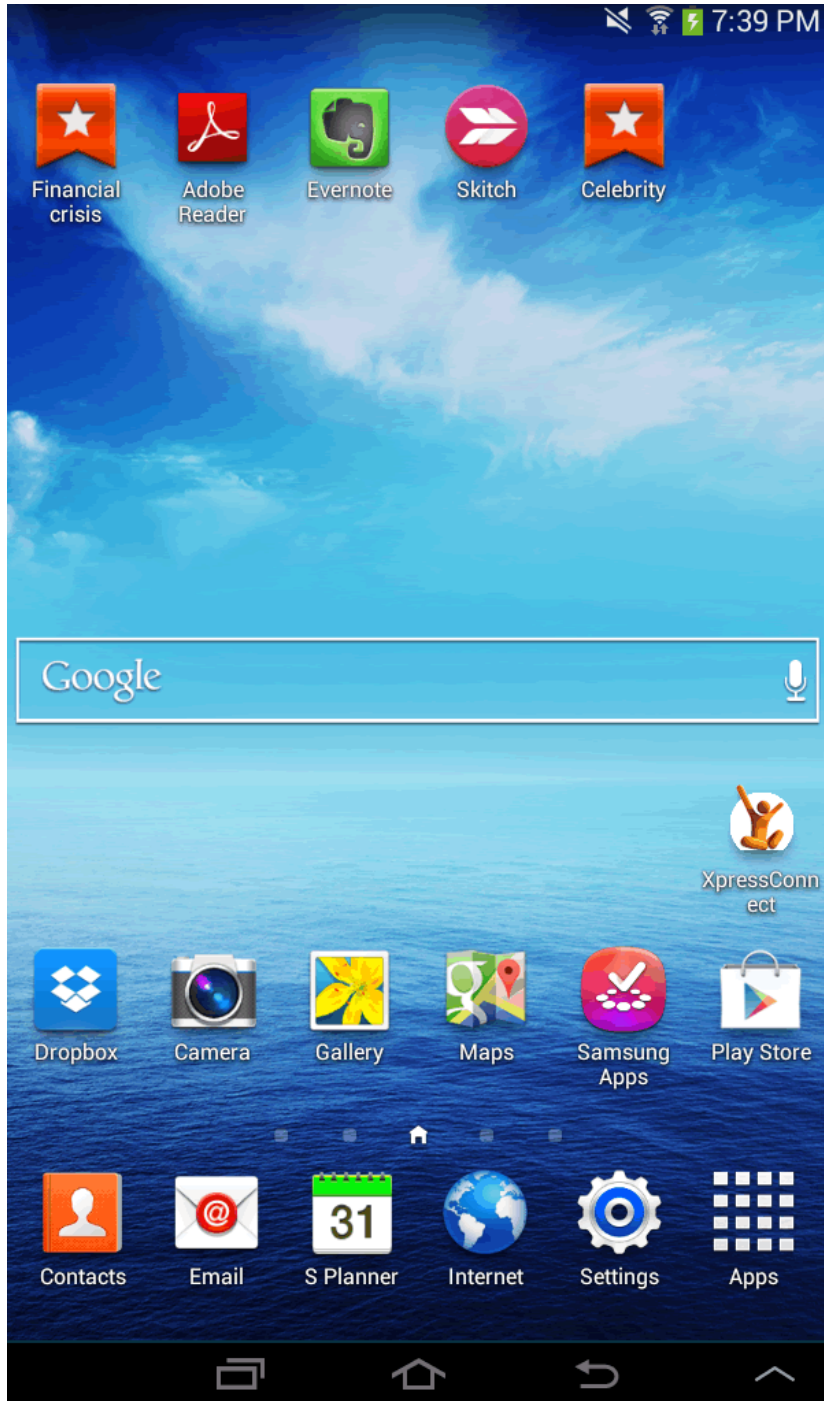 7:39 PM
Financial
crisis
Adobe
Reader
Evernote
Skitch
Celebrity
Google
XpressConn
ect
Dropbox
Camera
Gallery
Maps
Samsung
Apps
Play Store
@
31
Contacts
Email
S Planner
Internet
Settings
Apps